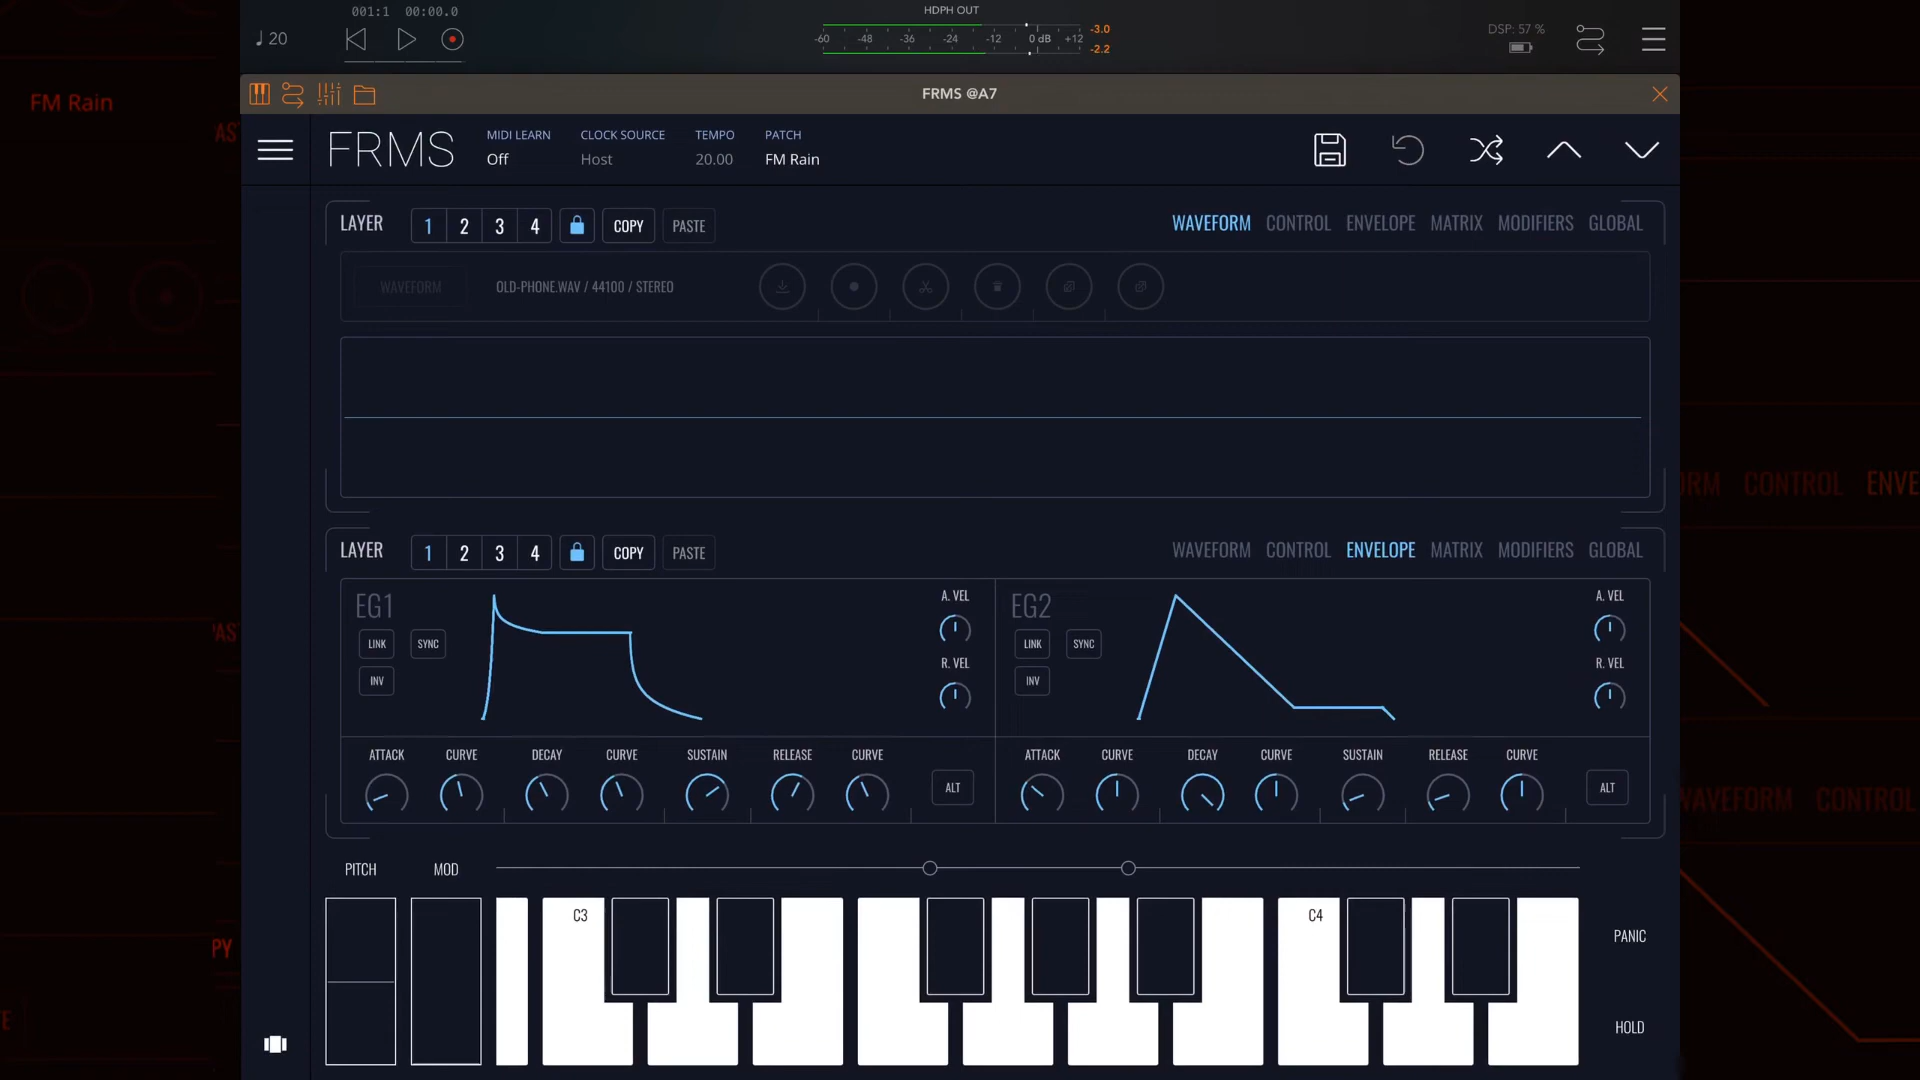 001:1 00:00.0
HDPH OUT
♩ 20
-60 -48 -36 -24 -12 0 dB +12
-3.0
-2.2
DSP: 57 %
FM Rain
FRMS @A7
FRMS
MIDI LEARN CLOCK SOURCE TEMPO PATCH
Off Host 20.00 FM Rain
LAYER 1 2 3 4 COPY PASTE WAVEFORM CONTROL ENVELOPE MATRIX MODIFIERS GLOBAL
WAVEFORM OLD-PHONE.WAV / 44100 / STEREO
CONTROL
LAYER 1 2 3 4 COPY PASTE WAVEFORM CONTROL ENVELOPE MATRIX MODIFIERS GLOBAL
EG1 A. VEL EG2 A. VEL
LINK SYNC LINK SYNC
R. VEL R. VEL
INV INV
ATTACK CURVE DECAY CURVE SUSTAIN RELEASE CURVE ALT ATTACK CURVE DECAY CURVE SUSTAIN RELEASE CURVE ALT
WAVEFORM CONTROL
PITCH MOD
C3 C4
PANIC
HOLD